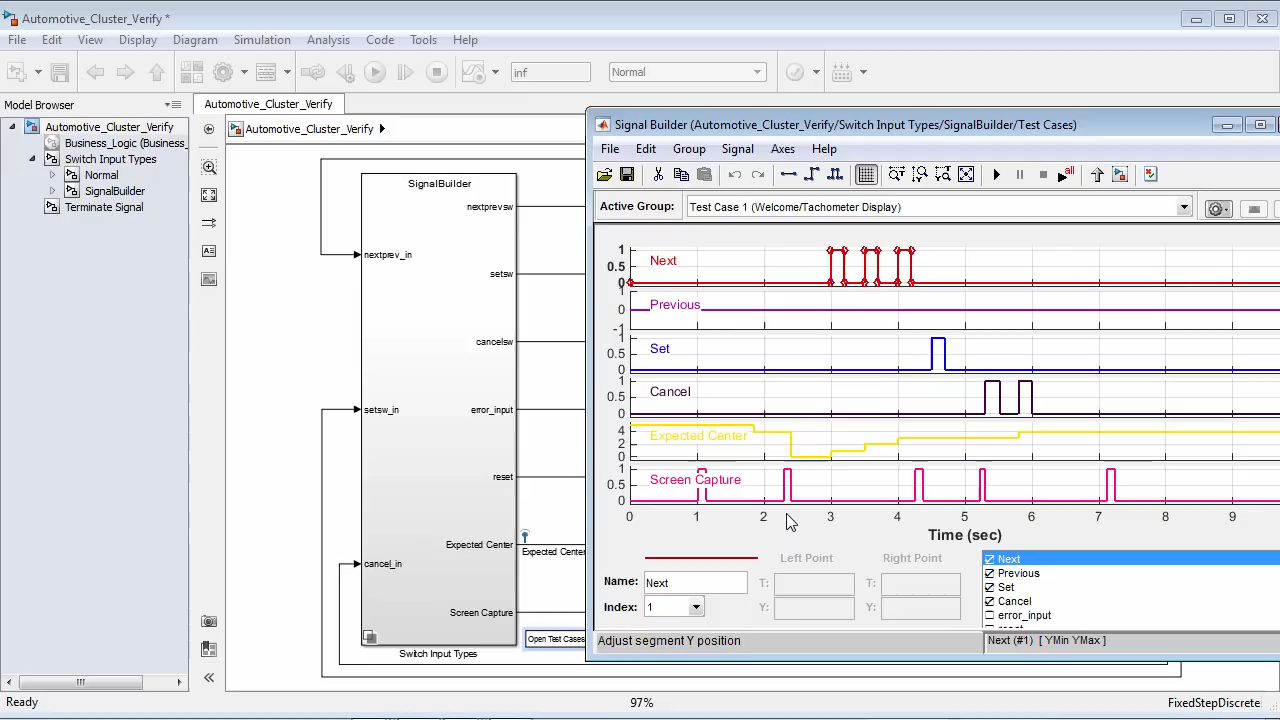 Automotive_Cluster_Verify *
File Edit View Display Diagram Simulation Analysis Code Tools Help
inf
Normal
Model Browser
Automotive_Cluster_Verify
Automotive_Cluster_Verify
Business_Logic (Business_
Switch Input Types
Normal
SignalBuilder
Terminate Signal
Automotive_Cluster_Verify
SignalBuilder
nextprevsw
nextprev_in
setsw
cancelsw
setsw_in
error_input
reset
Expected Center
Expected Center
cancel_in
Screen Capture
Open Test Cases
Switch Input Types
Signal Builder (Automotive_Cluster_Verify/Switch Input Types/SignalBuilder/Test Cases)
File Edit Group Signal Axes Help
all
Active Group:
Test Case 1 (Welcome/Tachometer Display)
1
0.5
0
Next
1
0
-1
Previous
1
0.5
0
Set
1
0.5
0
Cancel
4
2
0
Expected Center
1
0.5
0
Screen Capture
0 1 2 3 4 5 6 7 8 9
Time (sec)
Left Point
Right Point
Name:
Next
T:
T:
Index:
1
Y:
Y:
Next
Previous
Set
Cancel
error_input
Adjust segment Y position
Next (#1) [ YMin YMax ]
Ready
97%
FixedStepDiscrete